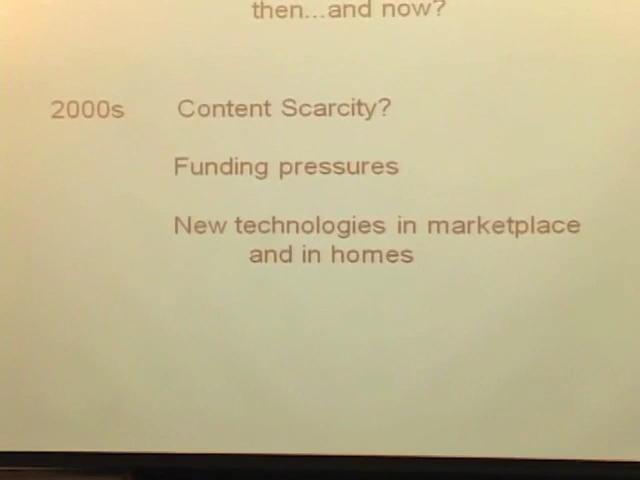 then...and now?
2000s Content Scarcity?
Funding pressures
New technologies in marketplace
and in homes